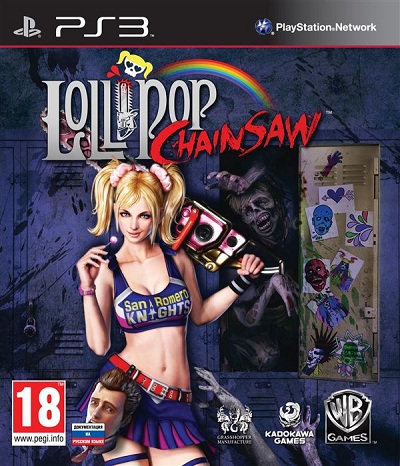 PS3
PlayStation®Network
LOLLIPOP
CHAINSAW™
San Romero
KNIGHTS
18
www.pegi.info
ДОКУМЕНТАЦИЯ
НА
РУССКОМ ЯЗЫКЕ
GRASSHOPPER
MANUFACTURE
KADOKAWA
GAMES
WB
GAMES